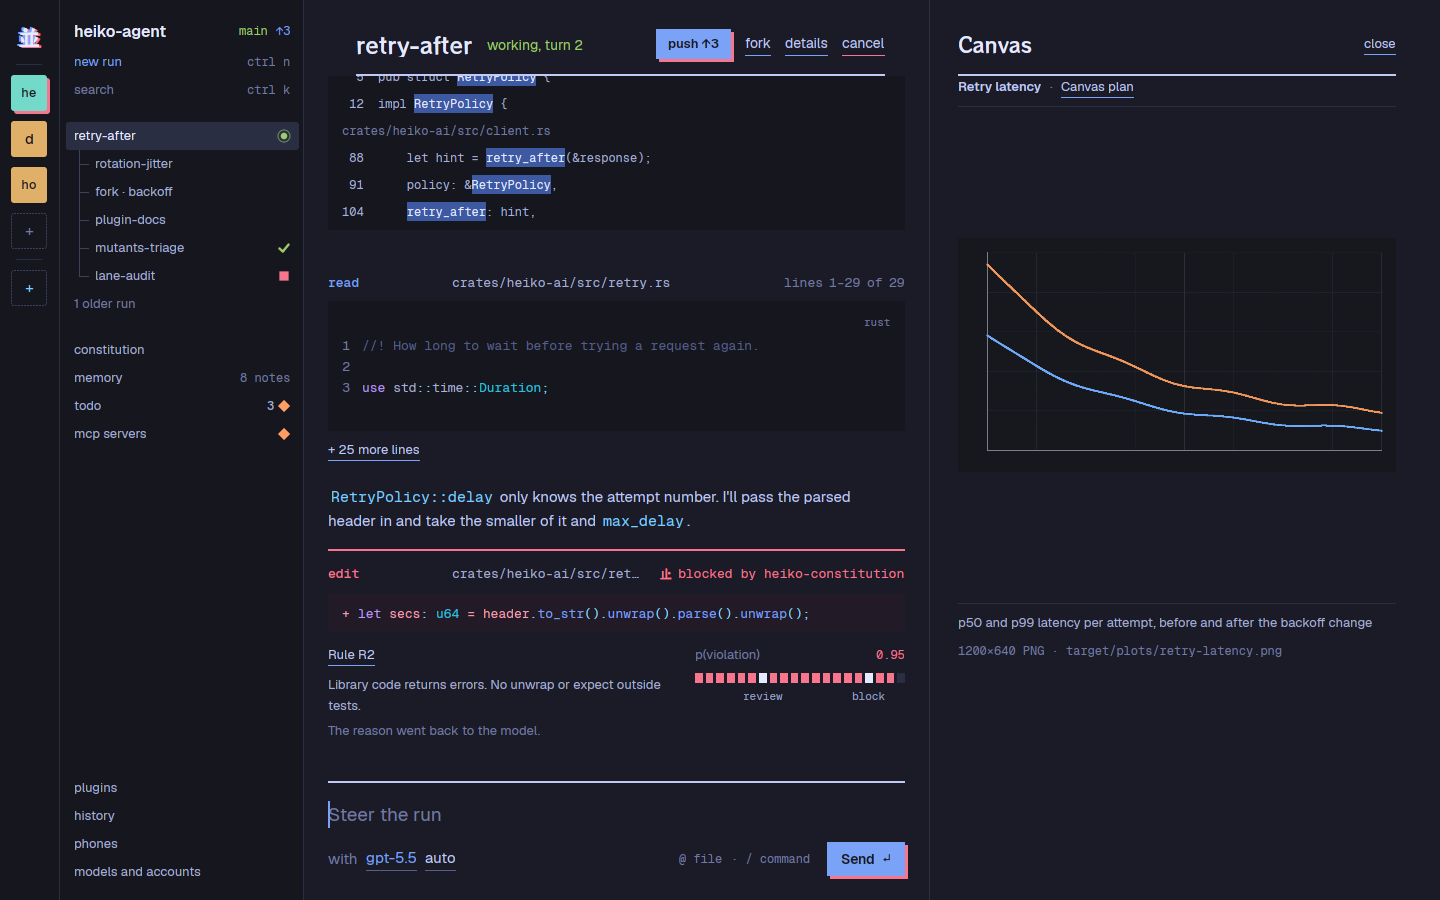 heiko-agent
main ↑3
new run
ctrl n
search
ctrl k
he
d
ho
+
+
retry-after
rotation-jitter
fork · backoff
plugin-docs
mutants-triage
lane-audit
1 older run
constitution
memory
8 notes
todo
3
mcp servers
plugins
history
phones
models and accounts
retry-after
working, turn 2
push ↑3
fork
details
cancel
5 pub struct RetryPolicy {
12 impl RetryPolicy {
crates/heiko-ai/src/client.rs
88 let hint = retry_after(&response);
91 policy: &RetryPolicy,
104 retry_after: hint,
read
crates/heiko-ai/src/retry.rs
lines 1–29 of 29
rust
1 //! How long to wait before trying a request again.
2
3 use std::time::Duration;
+ 25 more lines
RetryPolicy::delay only knows the attempt number. I'll pass the parsed
header in and take the smaller of it and max_delay.
edit
crates/heiko-ai/src/ret…
blocked by heiko-constitution
+ let secs: u64 = header.to_str().unwrap().parse().unwrap();
Rule R2
p(violation)
0.95
Library code returns errors. No unwrap or expect outside
tests.
review
block
The reason went back to the model.
Steer the run
with gpt-5.5 auto
@ file · / command
Send ↵
Canvas
close
Retry latency · Canvas plan
p50 and p99 latency per attempt, before and after the backoff change
1200×640 PNG · target/plots/retry-latency.png